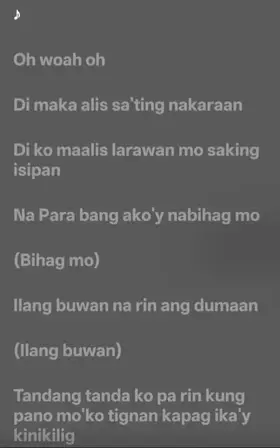 ♪
Oh woah oh
Di maka alis sa'ting nakaraan
Di ko maalis larawan mo saking
isipan
Na Para bang ako'y nabihag mo
(Bihag mo)
Ilang buwan na rin ang dumaan
(Ilang buwan)
Tandang tanda ko pa rin kung
pano mo'ko tignan kapag ika'y
kinikilig